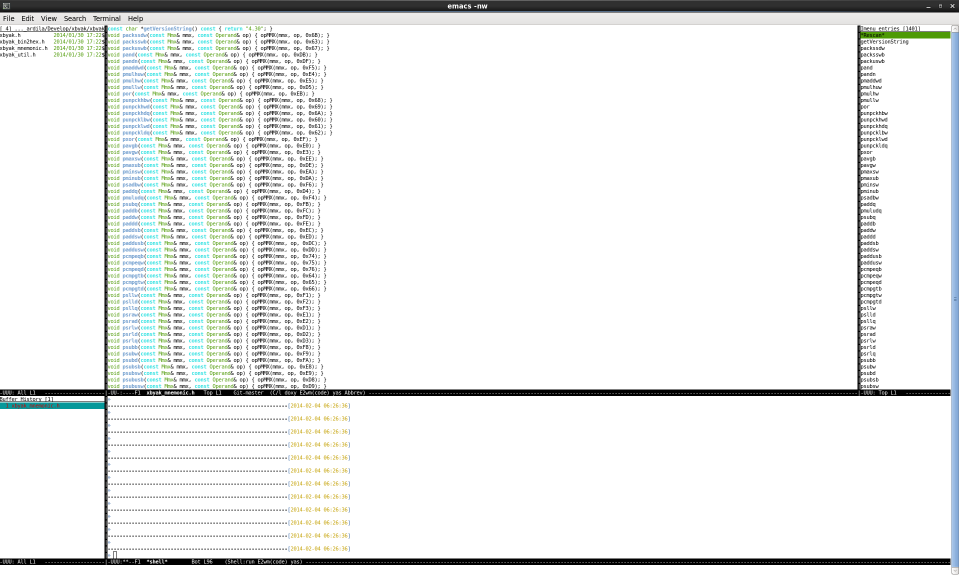 emacs -nw
File Edit View Search Terminal Help
[ 4] ... ardila/Develop/xbyak/xbyak
xbyak.h 2014/01/30 17:22$
xbyak_bin2hex.h 2014/01/30 17:22$
xbyak_mnemonic.h 2014/01/30 17:22$
xbyak_util.h 2014/01/30 17:22$
const char *getVersionString() const { return "4.30"; }
void packssdw(const Mmx& mmx, const Operand& op) { opMMX(mmx, op, 0x6B); }
void packsswb(const Mmx& mmx, const Operand& op) { opMMX(mmx, op, 0x63); }
void packuswb(const Mmx& mmx, const Operand& op) { opMMX(mmx, op, 0x67); }
void pand(const Mmx& mmx, const Operand& op) { opMMX(mmx, op, 0xDB); }
void pandn(const Mmx& mmx, const Operand& op) { opMMX(mmx, op, 0xDF); }
void pmaddwd(const Mmx& mmx, const Operand& op) { opMMX(mmx, op, 0xF5); }
void pmulhuw(const Mmx& mmx, const Operand& op) { opMMX(mmx, op, 0xE4); }
void pmulhw(const Mmx& mmx, const Operand& op) { opMMX(mmx, op, 0xE5); }
void pmullw(const Mmx& mmx, const Operand& op) { opMMX(mmx, op, 0xD5); }
void por(const Mmx& mmx, const Operand& op) { opMMX(mmx, op, 0xEB); }
void punpckhbw(const Mmx& mmx, const Operand& op) { opMMX(mmx, op, 0x68); }
void punpckhwd(const Mmx& mmx, const Operand& op) { opMMX(mmx, op, 0x69); }
void punpckhdq(const Mmx& mmx, const Operand& op) { opMMX(mmx, op, 0x6A); }
void punpcklbw(const Mmx& mmx, const Operand& op) { opMMX(mmx, op, 0x60); }
void punpcklwd(const Mmx& mmx, const Operand& op) { opMMX(mmx, op, 0x61); }
void punpckldq(const Mmx& mmx, const Operand& op) { opMMX(mmx, op, 0x62); }
void pxor(const Mmx& mmx, const Operand& op) { opMMX(mmx, op, 0xEF); }
void pavgb(const Mmx& mmx, const Operand& op) { opMMX(mmx, op, 0xE0); }
void pavgw(const Mmx& mmx, const Operand& op) { opMMX(mmx, op, 0xE3); }
void pmaxsw(const Mmx& mmx, const Operand& op) { opMMX(mmx, op, 0xEE); }
void pmaxub(const Mmx& mmx, const Operand& op) { opMMX(mmx, op, 0xDE); }
void pminsw(const Mmx& mmx, const Operand& op) { opMMX(mmx, op, 0xEA); }
void pminub(const Mmx& mmx, const Operand& op) { opMMX(mmx, op, 0xDA); }
void psadbw(const Mmx& mmx, const Operand& op) { opMMX(mmx, op, 0xF6); }
void paddq(const Mmx& mmx, const Operand& op) { opMMX(mmx, op, 0xD4); }
void pmuludq(const Mmx& mmx, const Operand& op) { opMMX(mmx, op, 0xF4); }
void psubq(const Mmx& mmx, const Operand& op) { opMMX(mmx, op, 0xFB); }
void paddb(const Mmx& mmx, const Operand& op) { opMMX(mmx, op, 0xFC); }
void paddw(const Mmx& mmx, const Operand& op) { opMMX(mmx, op, 0xFD); }
void paddd(const Mmx& mmx, const Operand& op) { opMMX(mmx, op, 0xFE); }
void paddsb(const Mmx& mmx, const Operand& op) { opMMX(mmx, op, 0xEC); }
void paddsw(const Mmx& mmx, const Operand& op) { opMMX(mmx, op, 0xED); }
void paddusb(const Mmx& mmx, const Operand& op) { opMMX(mmx, op, 0xDC); }
void paddusw(const Mmx& mmx, const Operand& op) { opMMX(mmx, op, 0xDD); }
void pcmpeqb(const Mmx& mmx, const Operand& op) { opMMX(mmx, op, 0x74); }
void pcmpeqw(const Mmx& mmx, const Operand& op) { opMMX(mmx, op, 0x75); }
void pcmpeqd(const Mmx& mmx, const Operand& op) { opMMX(mmx, op, 0x76); }
void pcmpgtb(const Mmx& mmx, const Operand& op) { opMMX(mmx, op, 0x64); }
void pcmpgtw(const Mmx& mmx, const Operand& op) { opMMX(mmx, op, 0x65); }
void pcmpgtd(const Mmx& mmx, const Operand& op) { opMMX(mmx, op, 0x66); }
void psllw(const Mmx& mmx, const Operand& op) { opMMX(mmx, op, 0xF1); }
void pslld(const Mmx& mmx, const Operand& op) { opMMX(mmx, op, 0xF2); }
void psllq(const Mmx& mmx, const Operand& op) { opMMX(mmx, op, 0xF3); }
void psraw(const Mmx& mmx, const Operand& op) { opMMX(mmx, op, 0xE1); }
void psrad(const Mmx& mmx, const Operand& op) { opMMX(mmx, op, 0xE2); }
void psrlw(const Mmx& mmx, const Operand& op) { opMMX(mmx, op, 0xD1); }
void psrld(const Mmx& mmx, const Operand& op) { opMMX(mmx, op, 0xD2); }
void psrlq(const Mmx& mmx, const Operand& op) { opMMX(mmx, op, 0xD3); }
void psubb(const Mmx& mmx, const Operand& op) { opMMX(mmx, op, 0xF8); }
void psubw(const Mmx& mmx, const Operand& op) { opMMX(mmx, op, 0xF9); }
void psubd(const Mmx& mmx, const Operand& op) { opMMX(mmx, op, 0xFA); }
void psubsb(const Mmx& mmx, const Operand& op) { opMMX(mmx, op, 0xE8); }
void psubsw(const Mmx& mmx, const Operand& op) { opMMX(mmx, op, 0xE9); }
void psubusb(const Mmx& mmx, const Operand& op) { opMMX(mmx, op, 0xD8); }
void psubusw(const Mmx& mmx, const Operand& op) { opMMX(mmx, op, 0xD9); }
Imenu entries [1401]
*Rescan*
getVersionString
packssdw
packsswb
packuswb
pand
pandn
pmaddwd
pmulhuw
pmulhw
pmullw
por
punpckhbw
punpckhwd
punpckhdq
punpcklbw
punpcklwd
punpckldq
pxor
pavgb
pavgw
pmaxsw
pmaxub
pminsw
pminub
psadbw
paddq
pmuludq
psubq
paddb
paddw
paddd
paddsb
paddsw
paddusb
paddusw
pcmpeqb
pcmpeqw
pcmpeqd
pcmpgtb
pcmpgtw
pcmpgtd
psllw
pslld
psllq
psraw
psrad
psrlw
psrld
psrlq
psubb
psubw
psubd
psubsb
psubsw
-UUU: All L1
-UU-:----F1 xbyak_mnemonic.h Top L1 Git-master (C/l doxy E2wm(code) yas Abbrev)
-UUU: Top L1
Buffer History [1]
1 xbyak_mnemonic.h
[2014-02-04 06:26:36]
[2014-02-04 06:26:36]
[2014-02-04 06:26:36]
[2014-02-04 06:26:36]
[2014-02-04 06:26:36]
[2014-02-04 06:26:36]
[2014-02-04 06:26:36]
[2014-02-04 06:26:36]
[2014-02-04 06:26:36]
[2014-02-04 06:26:36]
[2014-02-04 06:26:36]
[2014-02-04 06:26:36]
-UUU: All L1
-UUU:**--F1 *shell* Bot L96 (Shell:run E2wm(code) yas)